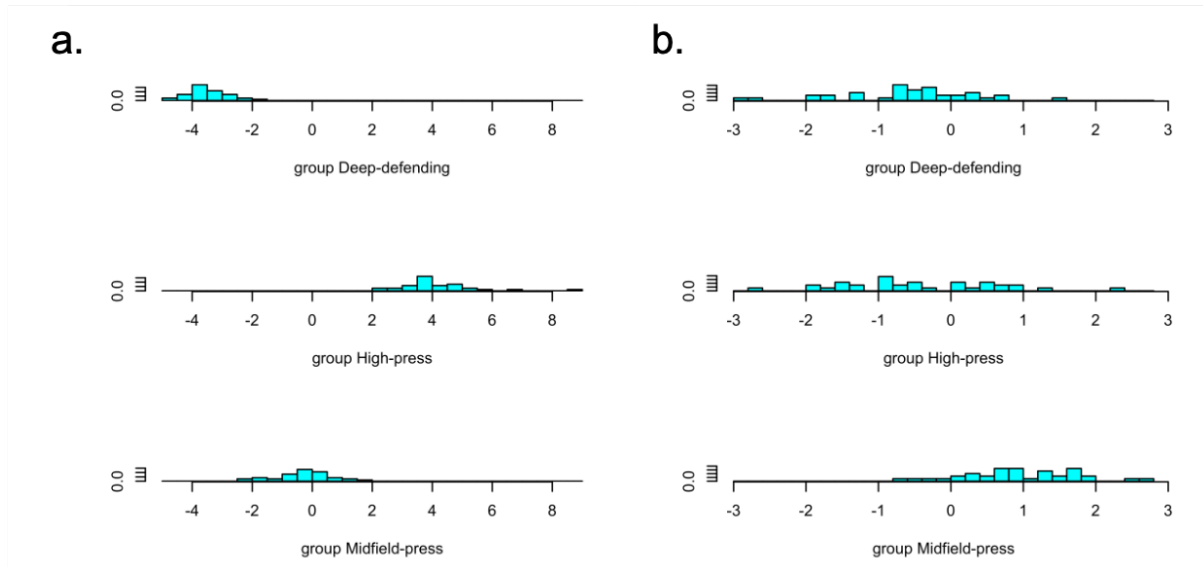 a.
0.0
-4 -2 0 2 4 6 8
group Deep-defending
0.0
-4 -2 0 2 4 6 8
group High-press
0.0
-4 -2 0 2 4 6 8
group Midfield-press
b.
0.0
-3 -2 -1 0 1 2 3
group Deep-defending
0.0
-3 -2 -1 0 1 2 3
group High-press
0.0
-3 -2 -1 0 1 2 3
group Midfield-press